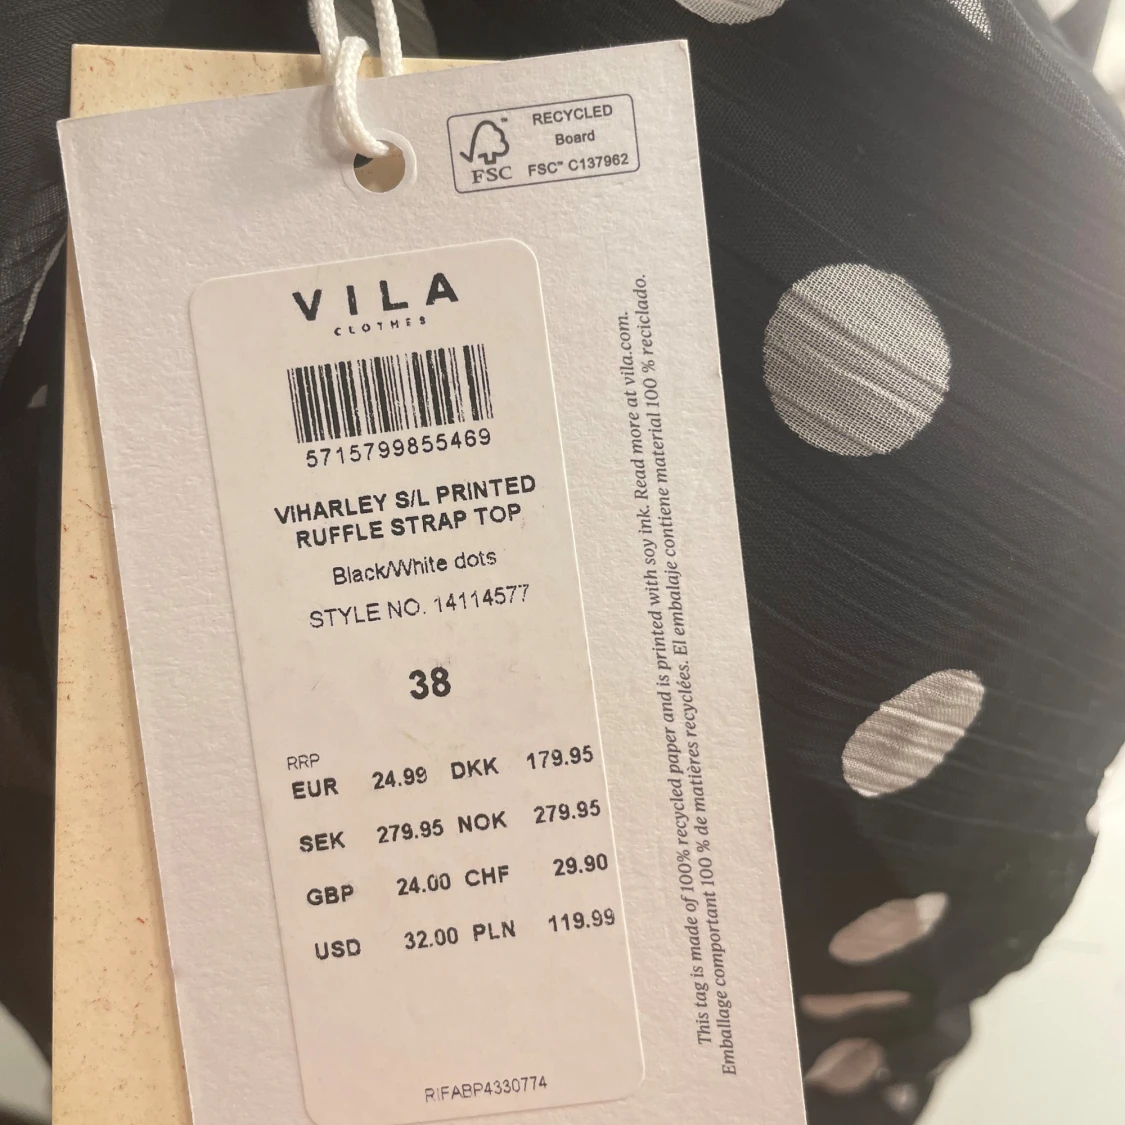 RECYCLED
Board
FSC™ C137962
FSC™
VILA
CLOTHES
5715799855469
VIHARLEY S/L PRINTED
RUFFLE STRAP TOP
Black/White dots
STYLE NO. 14114577
38
RRP
EUR 24.99 DKK 179.95
SEK 279.95 NOK 279.95
GBP 24.00 CHF 29.90
USD 32.00 PLN 119.99
RIFABP4330774
This tag is made of 100% recycled paper and is printed with soy ink. Read more at vila.com.
Emballage comportant 100 % de matières recyclées. El embalaje contiene material 100 % reciclado.